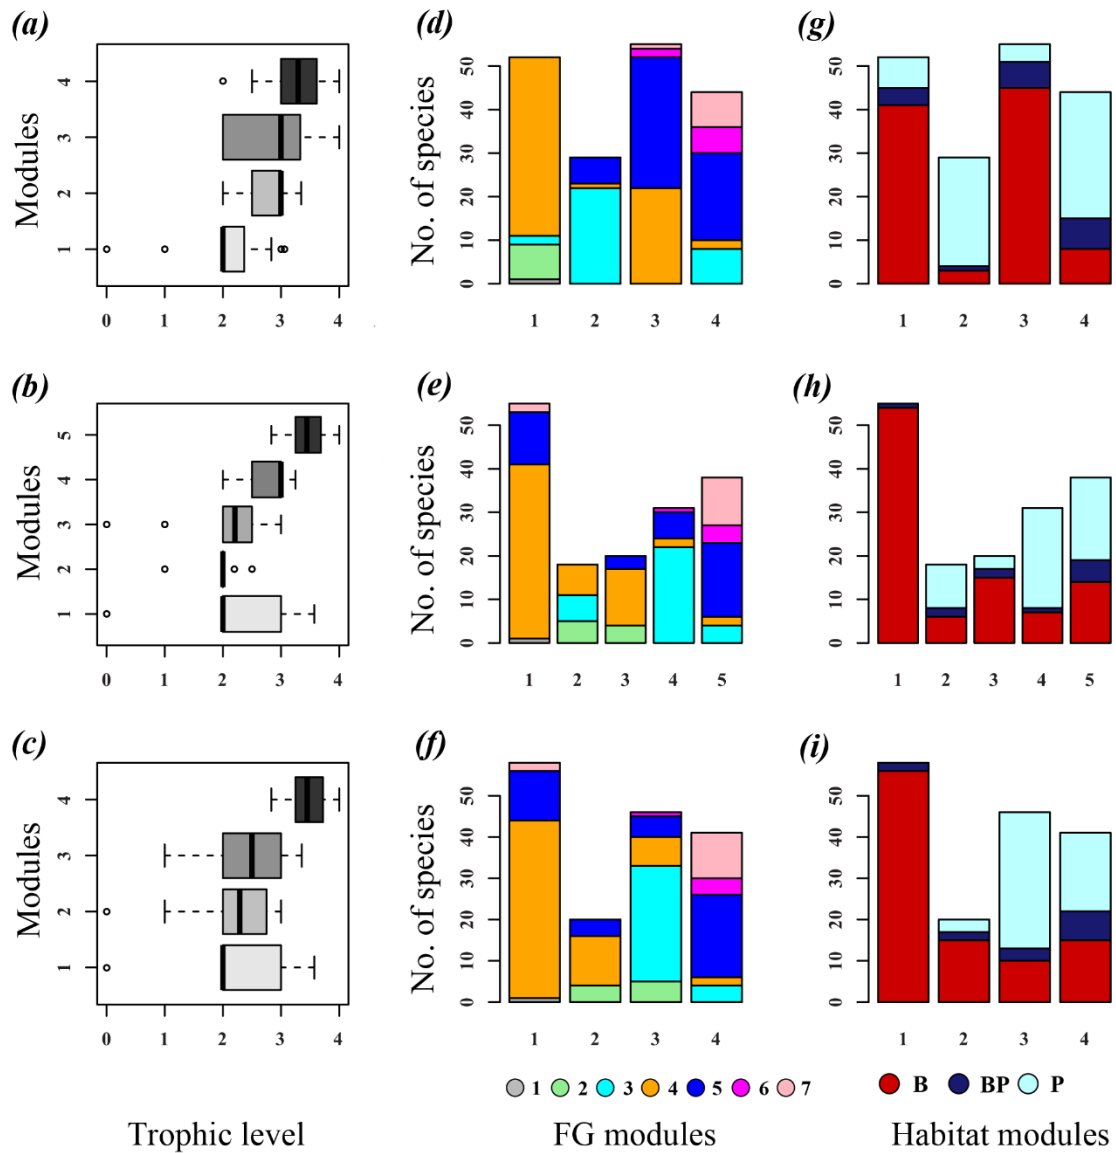 (a)
(d)
(g)
Modules
4
3
2
1
0 1 2 3 4
No. of species
50
40
30
20
10
0
1 2 3 4
50
40
30
20
10
0
1 2 3 4
(b)
(e)
(h)
Modules
5
4
3
2
1
0 1 2 3 4
No. of species
50
40
30
20
10
0
1 2 3 4 5
50
40
30
20
10
0
1 2 3 4 5
(c)
(f)
(i)
Modules
4
3
2
1
0 1 2 3 4
No. of species
50
40
30
20
10
0
1 2 3 4
50
40
30
20
10
0
1 2 3 4
1 2 3 4 5 6 7
B BP P
Trophic level
FG modules
Habitat modules